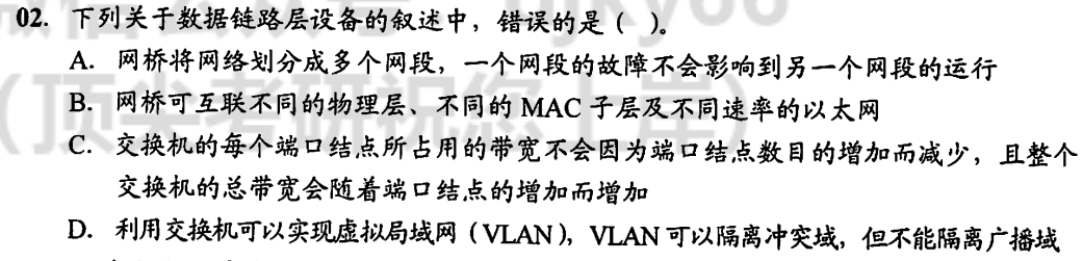 02. 下列关于数据链路层设备的叙述中，错误的是（ ）。
A. 网桥将网络划分成多个网段，一个网段的故障不会影响到另一个网段的运行
B. 网桥可互联不同的物理层、不同的 MAC 子层及不同速率的以太网
C. 交换机的每个端口结点所占用的带宽不会因为端口结点数目的增加而减少，且整个
交换机的总带宽会随着端口结点的增加而增加
D. 利用交换机可以实现虚拟局域网（VLAN），VLAN 可以隔离冲突域，但不能隔离广播域